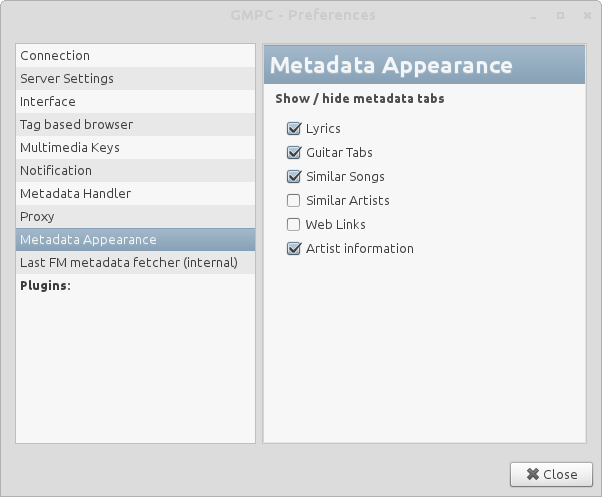 GMPC - Preferences
Connection
Server Settings
Interface
Tag based browser
Multimedia Keys
Notification
Metadata Handler
Proxy
Metadata Appearance
Last FM metadata fetcher (internal)
Plugins:
Metadata Appearance
Show / hide metadata tabs
Lyrics
Guitar Tabs
Similar Songs
Similar Artists
Web Links
Artist information
Close